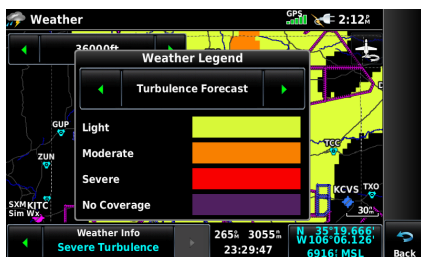 Weather
GPS
2:12
36000ft
Weather Legend
Turbulence Forecast
Light
Moderate
Severe
No Coverage
GUP
ZUN
TCC
KCVS
TXO
SXMKITC
Sim Wx
30
Weather Info
Severe Turbulence
265 3055
23:29:47
N 35°19.666'
W106°06.126'
6916 MSL
Back